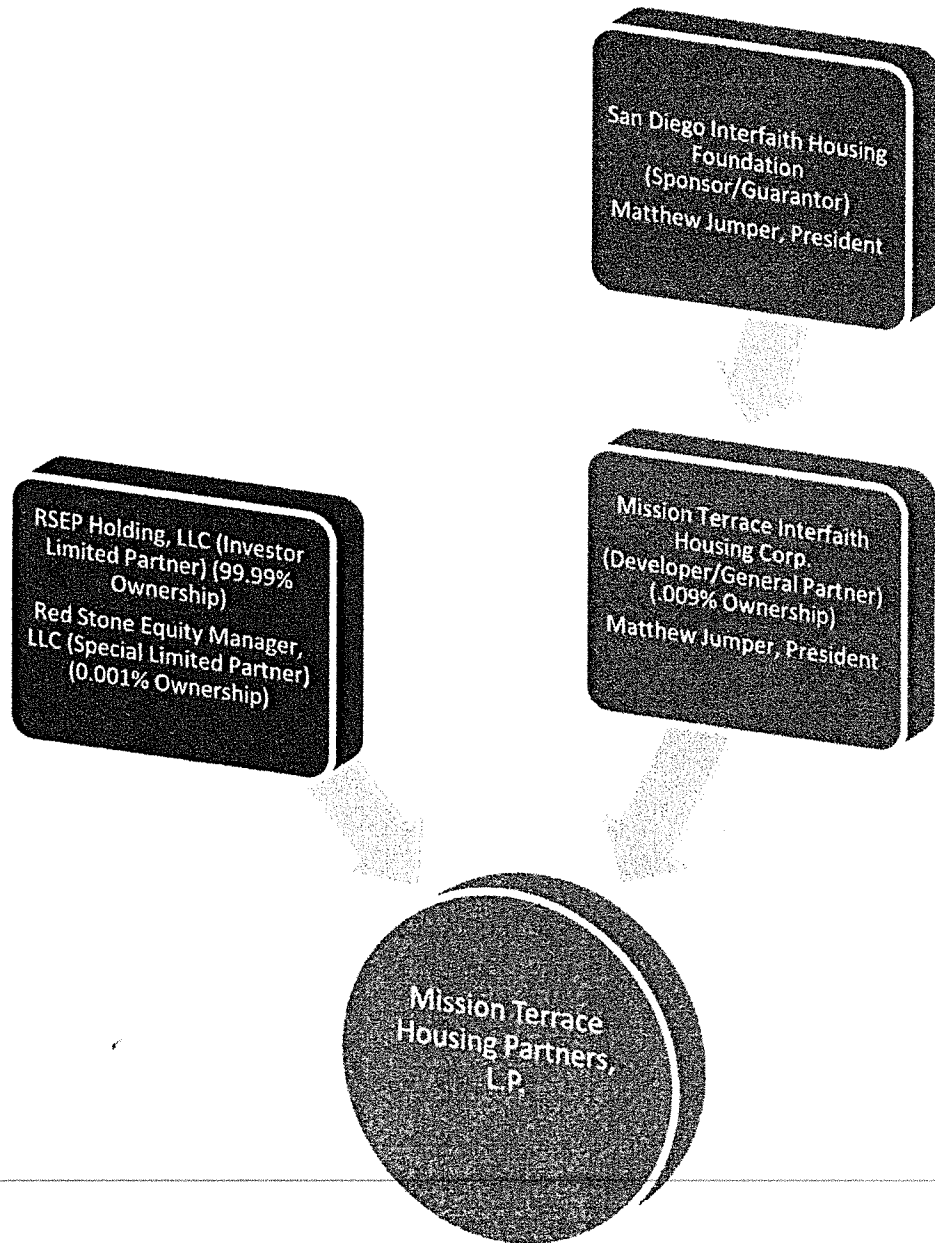 San Diego Interfaith Housing
Foundation
(Sponsor/Guarantor)
Matthew Jumper, President
RSEP Holding, LLC (Investor
Limited Partner) (99.99%
Ownership)
Red Stone Equity Manager,
LLC (Special Limited Partner)
(0.001% Ownership)
Mission Terrace Interfaith
Housing Corp.
(Developer/General Partner)
(.009% Ownership)
Matthew Jumper, President
Mission Terrace
Housing Partners,
L.P.